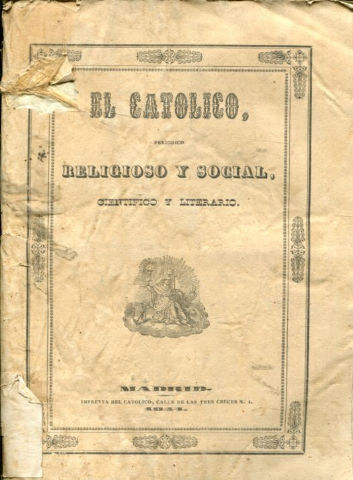 EL CATOLICO,
PERIODICO
RELIGIOSO Y SOCIAL,
CIENTIFICO Y LITERARIO.
MADRID.
IMPRENTA DEL CATOLICO, CALLE DE LAS TRES CRUCES N. 4.